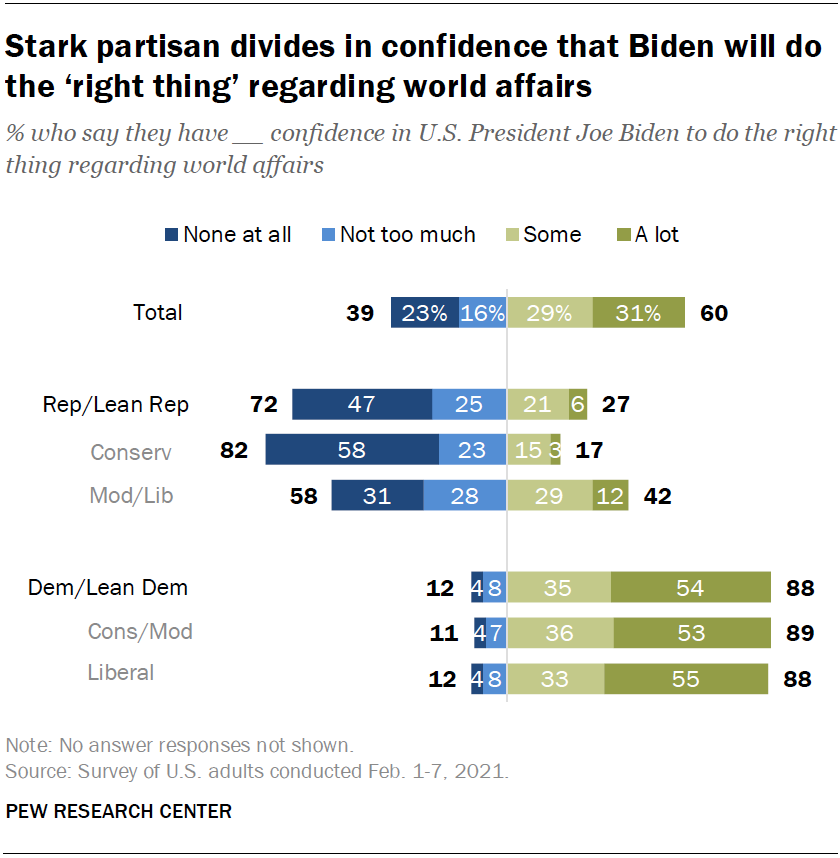 Stark partisan divides in confidence that Biden will do
the ‘right thing’ regarding world affairs
% who say they have __ confidence in U.S. President Joe Biden to do the right
thing regarding world affairs
None at all Not too much Some A lot
Total 39 23% 16% 29% 31% 60
Rep/Lean Rep 72 47 25 21 6 27
Conserv 82 58 23 15 3 17
Mod/Lib 58 31 28 29 12 42
Dem/Lean Dem 12 4 8 35 54 88
Cons/Mod 11 4 7 36 53 89
Liberal 12 4 8 33 55 88
Note: No answer responses not shown.
Source: Survey of U.S. adults conducted Feb. 1-7, 2021.
PEW RESEARCH CENTER